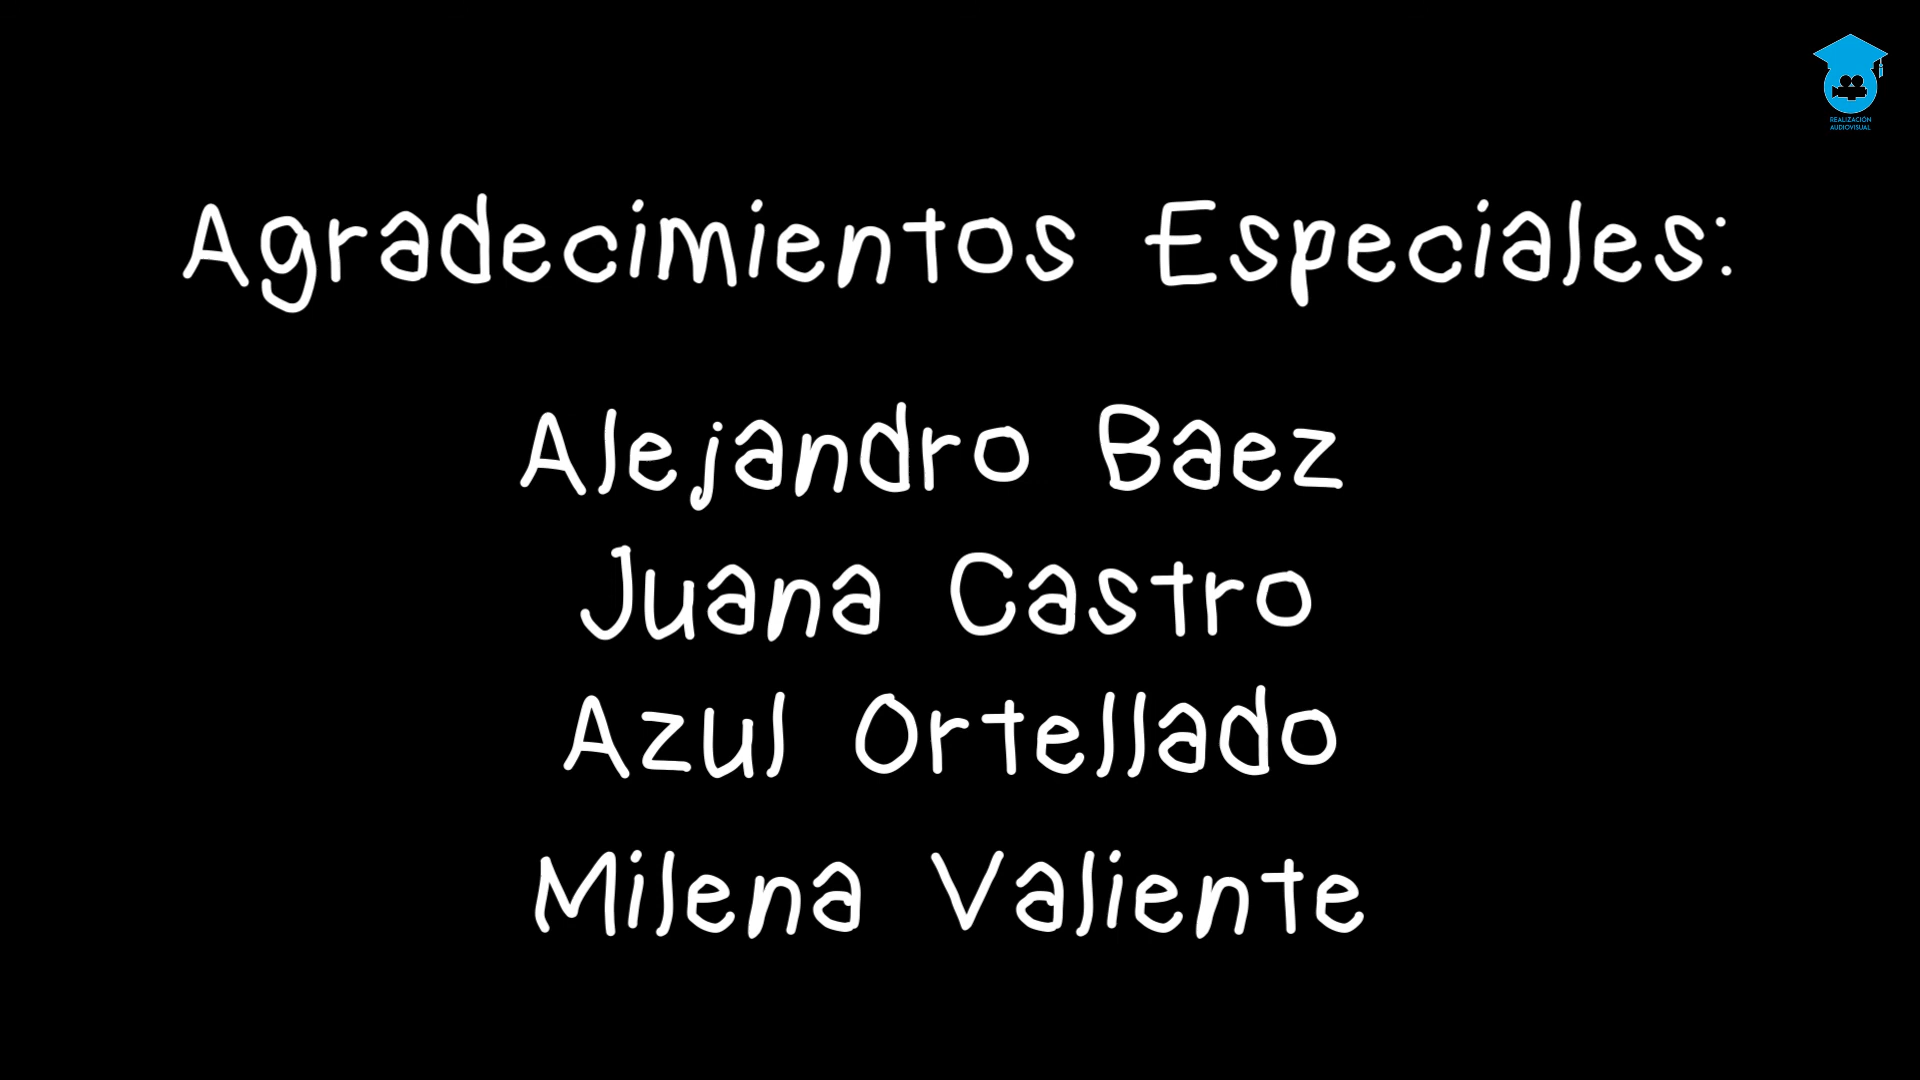 REALIZACIÓN
AUDIOVISUAL
Agradecimientos Especiales:
Alejandro Baez
Juana Castro
Azul Ortellado
Milena Valiente